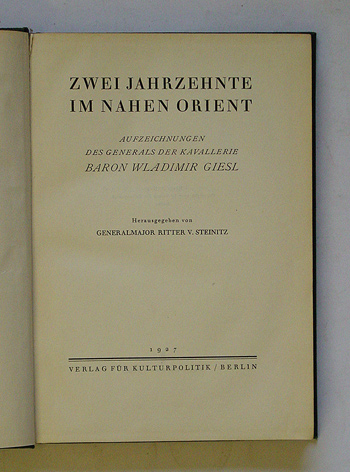 ZWEI JAHRZEHNTE
IM NAHEN ORIENT
AUFZEICHNUNGEN
DES GENERALS DER KAVALLERIE
BARON WLADIMIR GIESL
Herausgegeben von
GENERALMAJOR RITTER V. STEINITZ
1927
VERLAG FÜR KULTURPOLITIK / BERLIN